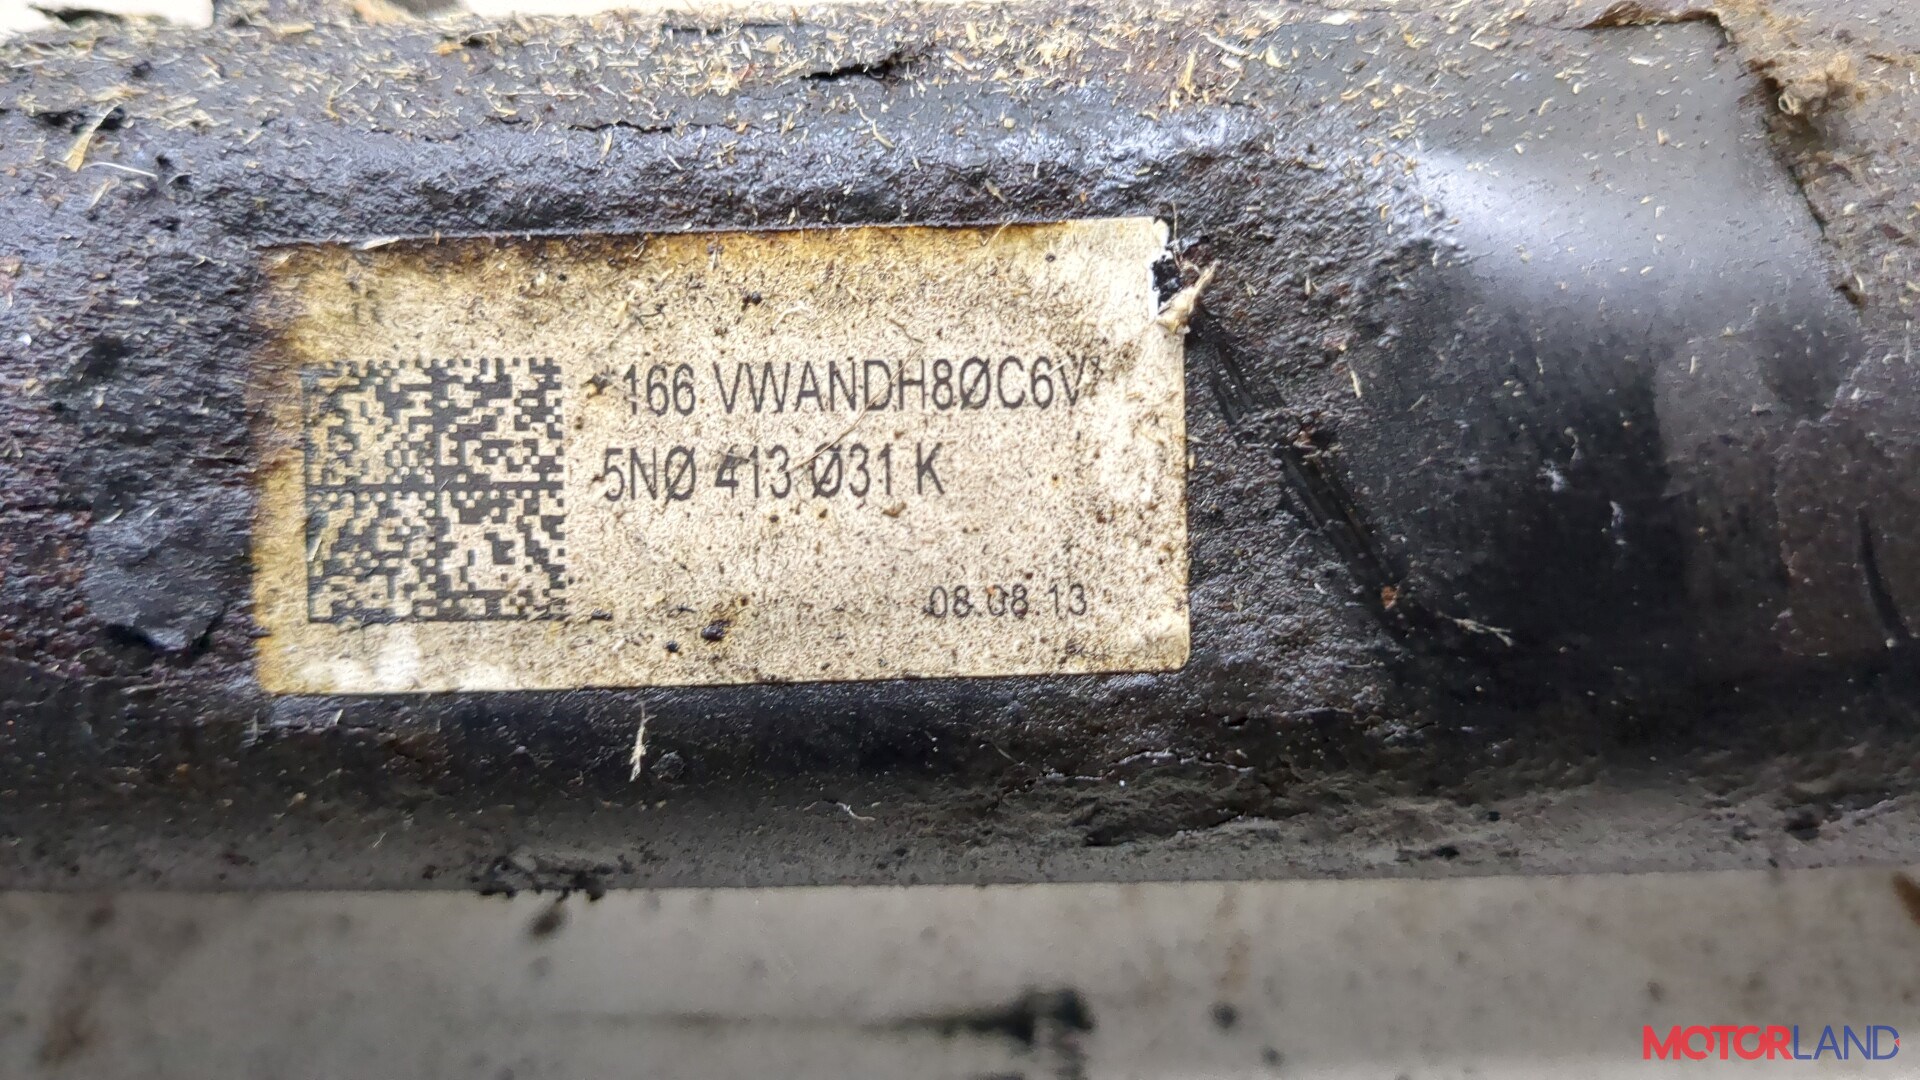 *166 VWANDH8ØC6V*
5NØ 413 Ø31 K
08.08.13
MOTORLAND